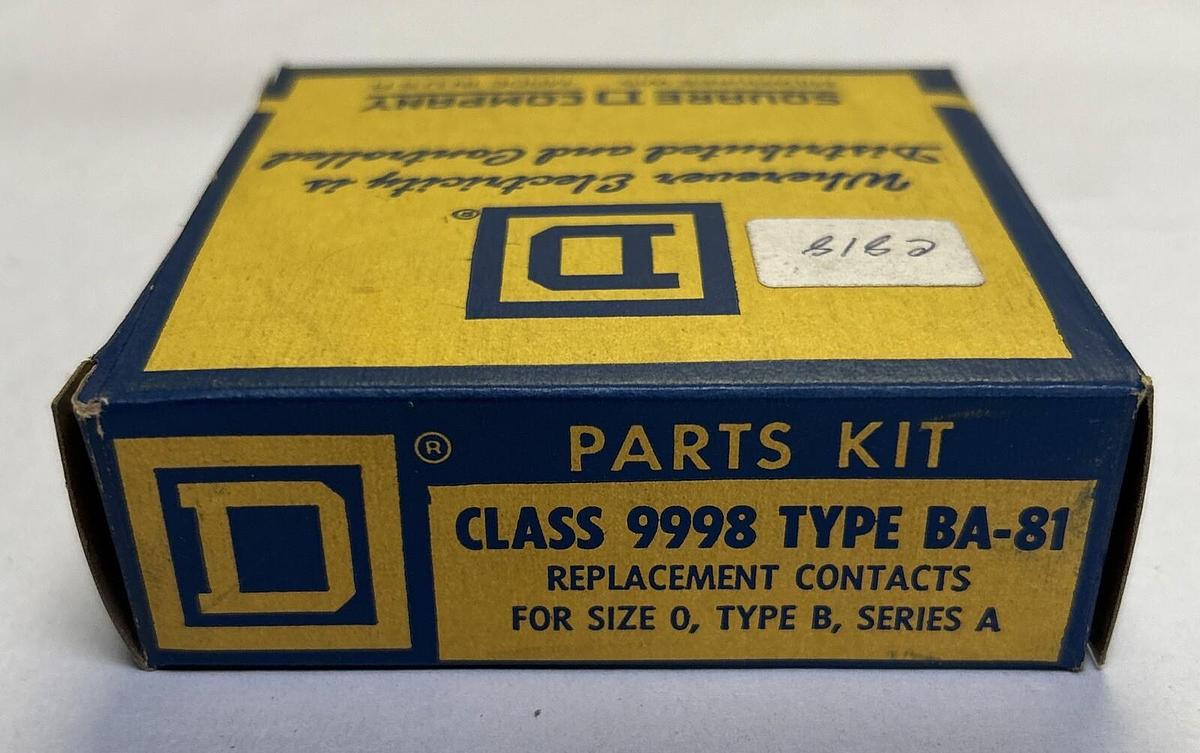 D ®
Wherever Electricity is
Distributed and Controlled
SQUARE D COMPANY
D ®
PARTS KIT
CLASS 9998 TYPE BA-81
REPLACEMENT CONTACTS
FOR SIZE 0, TYPE B, SERIES A